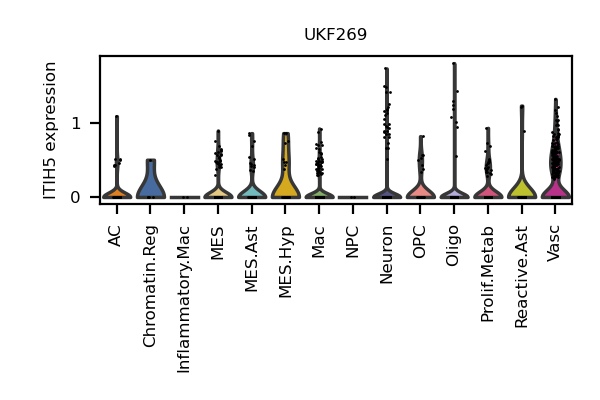 UKF269
ITIH5 expression
1
0
AC
Chromatin.Reg
Inflammatory.Mac
MES
MES.Ast
MES.Hyp
Mac
NPC
Neuron
OPC
Oligo
Prolif.Metab
Reactive.Ast
Vasc